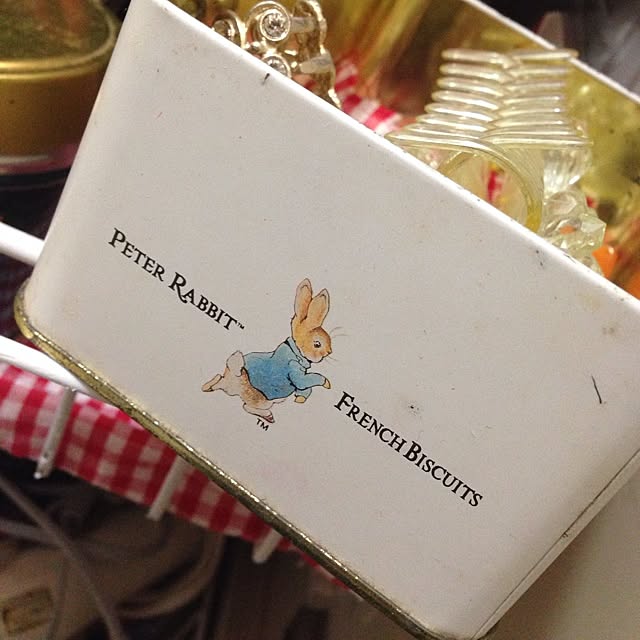 PETER RABBIT™
™
FRENCH BISCUITS